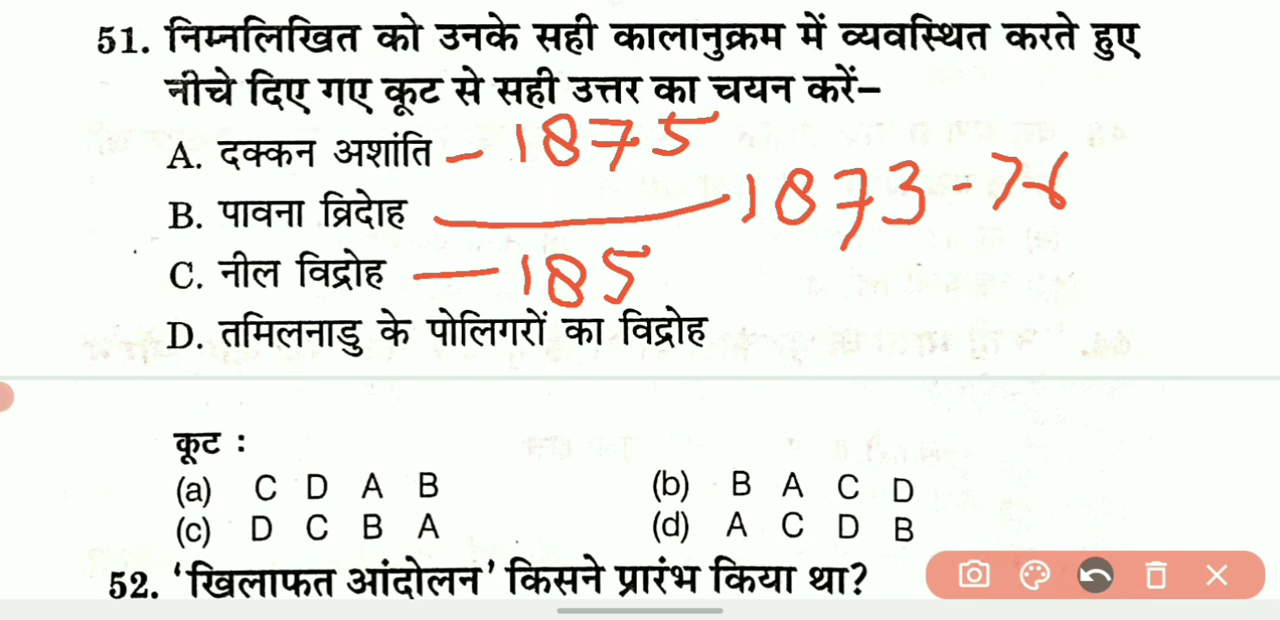 51. निम्नलिखित को उनके सही कालानुक्रम में व्यवस्थित करते हुए
नीचे दिए गए कूट से सही उत्तर का चयन करें–
A. दक्कन अशांति – 1875
B. पावना व्रिदेाह — 1873-76
C. नील विद्रोह — 185
D. तमिलनाडु के पोलिगरों का विद्रोह
कूट :
(a) C D A B (b) B A C D
(c) D C B A (d) A C D B
52. ‘खिलाफत आंदोलन’ किसने प्रारंभ किया था?